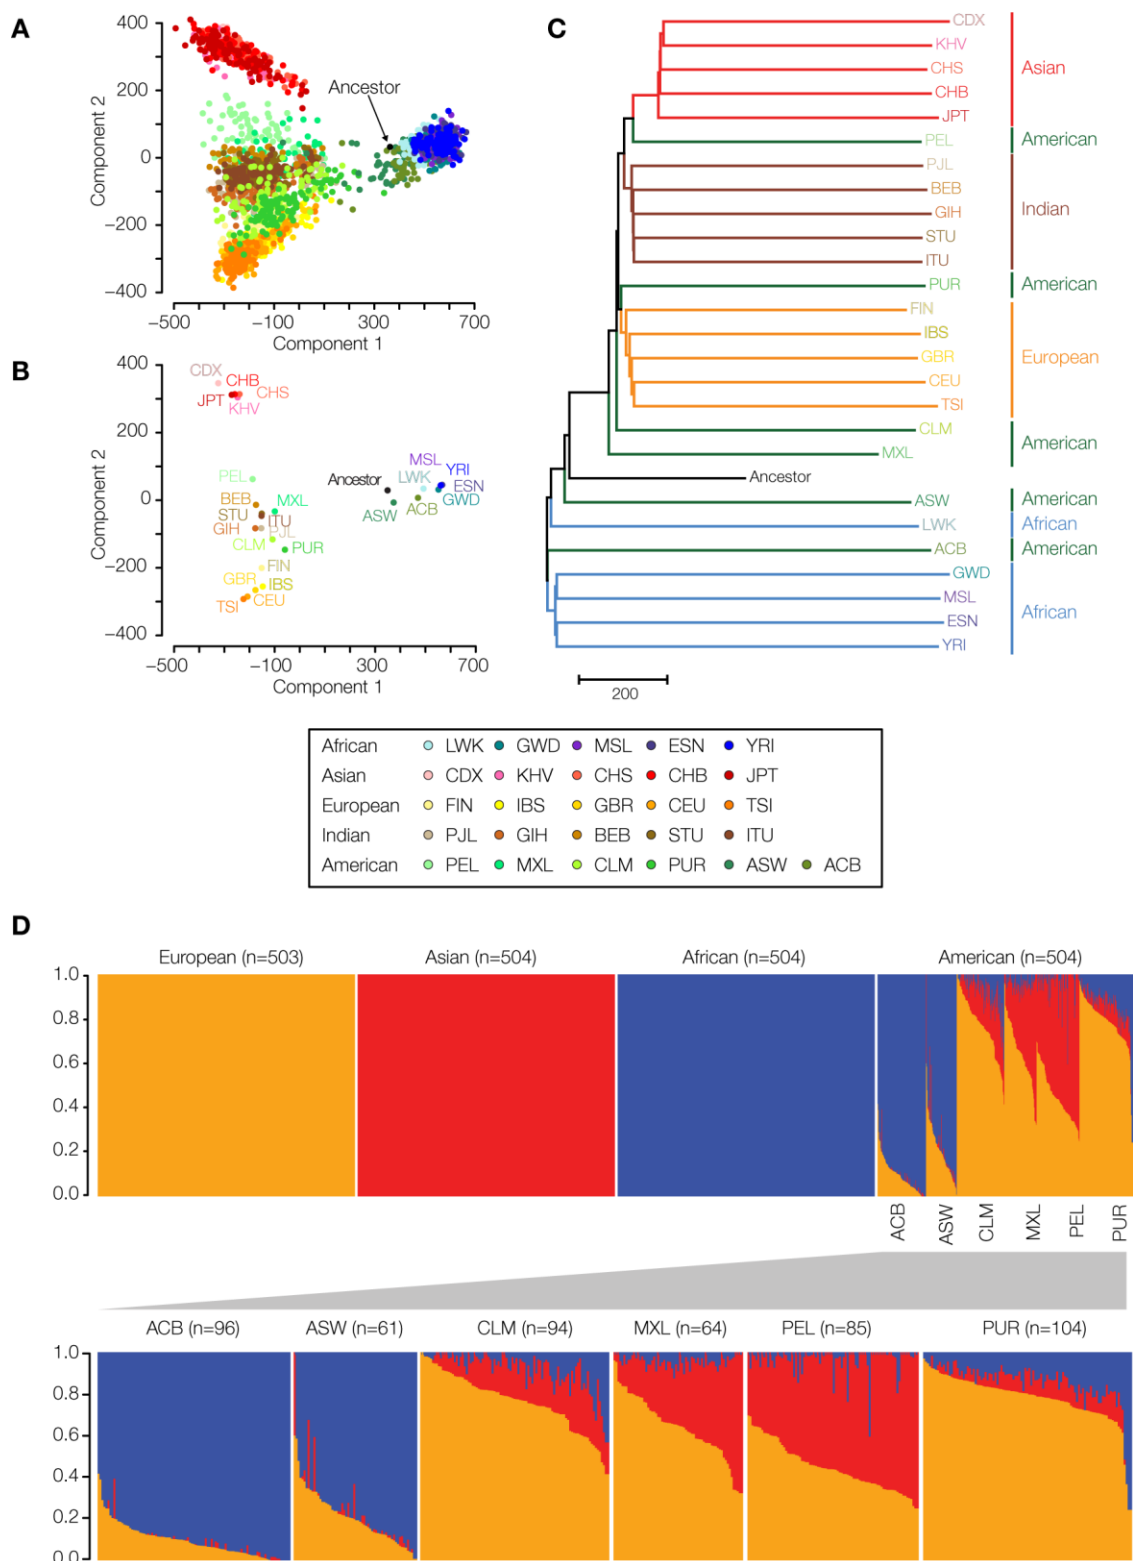 A
400
200
0
−200
−400
Component 2
Ancestor
−500
−100
300
700
Component 1
B
400
200
0
−200
−400
Component 2
CDX
CHB
CHS
JPT
KHV
PEL
BEB
MXL
STU
ITU
GIH
PJL
CLM
PUR
FIN
GBR
IBS
TSI
CEU
Ancestor
MSL
LWK
YRI
ESN
GWD
ACB
ASW
−500
−100
300
700
Component 1
C
CDX
KHV
CHS
CHB
JPT
Asian
PEL
American
PJL
BEB
GIH
STU
ITU
Indian
PUR
American
FIN
IBS
GBR
CEU
TSI
European
CLM
MXL
American
Ancestor
ASW
American
LWK
African
ACB
American
GWD
MSL
ESN
YRI
African
200
African LWK GWD MSL ESN YRI
Asian CDX KHV CHS CHB JPT
European FIN IBS GBR CEU TSI
Indian PJL GIH BEB STU ITU
American PEL MXL CLM PUR ASW ACB
D
European (n=503) Asian (n=504) African (n=504) American (n=504)
1.0
0.8
0.6
0.4
0.2
0.0
ACB
ASW
CLM
MXL
PEL
PUR
ACB (n=96) ASW (n=61) CLM (n=94) MXL (n=64) PEL (n=85) PUR (n=104)
1.0
0.8
0.6
0.4
0.2
0.0